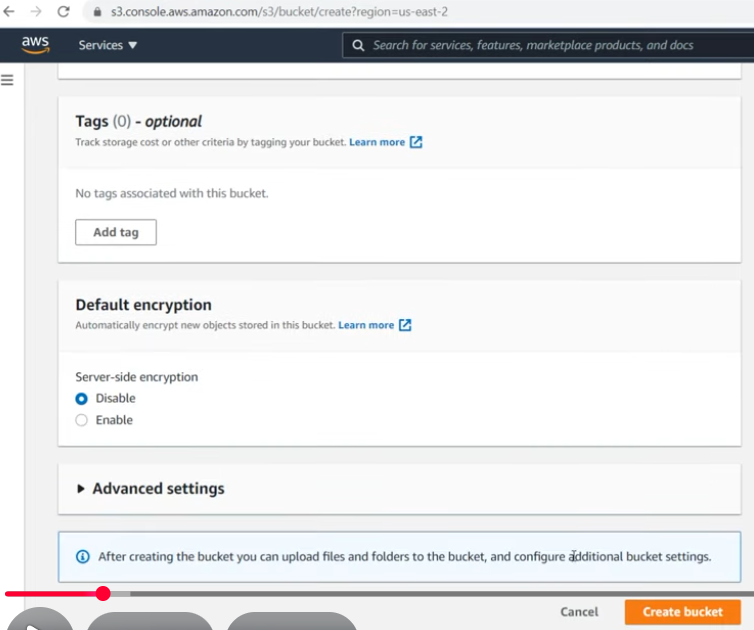 s3.console.aws.amazon.com/s3/bucket/create?region=us-east-2
aws Services Search for services, features, marketplace products, and docs
Tags (0) - optional
Track storage cost or other criteria by tagging your bucket. Learn more
No tags associated with this bucket.
Add tag
Default encryption
Automatically encrypt new objects stored in this bucket. Learn more
Server-side encryption
Disable
Enable
Advanced settings
After creating the bucket you can upload files and folders to the bucket, and configure additional bucket settings.
Cancel Create bucket